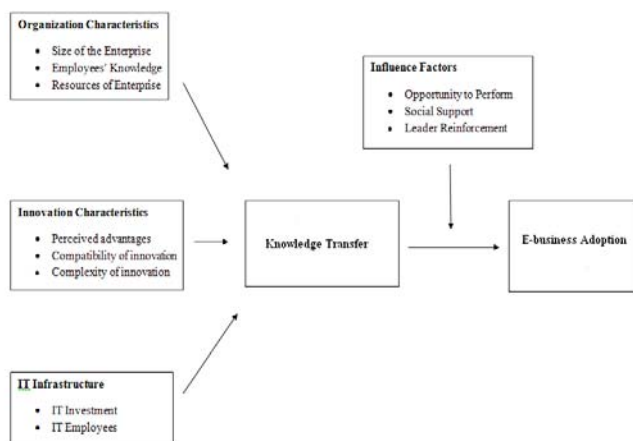 Organization Characteristics
• Size of the Enterprise
• Employees' Knowledge
• Resources of Enterprise
Influence Factors
• Opportunity to Perform
• Social Support
• Leader Reinforcement
Innovation Characteristics
• Perceived advantages
• Compatibility of innovation
• Complexity of innovation
Knowledge Transfer
E-business Adoption
IT Infrastructure
• IT Investment
• IT Employees